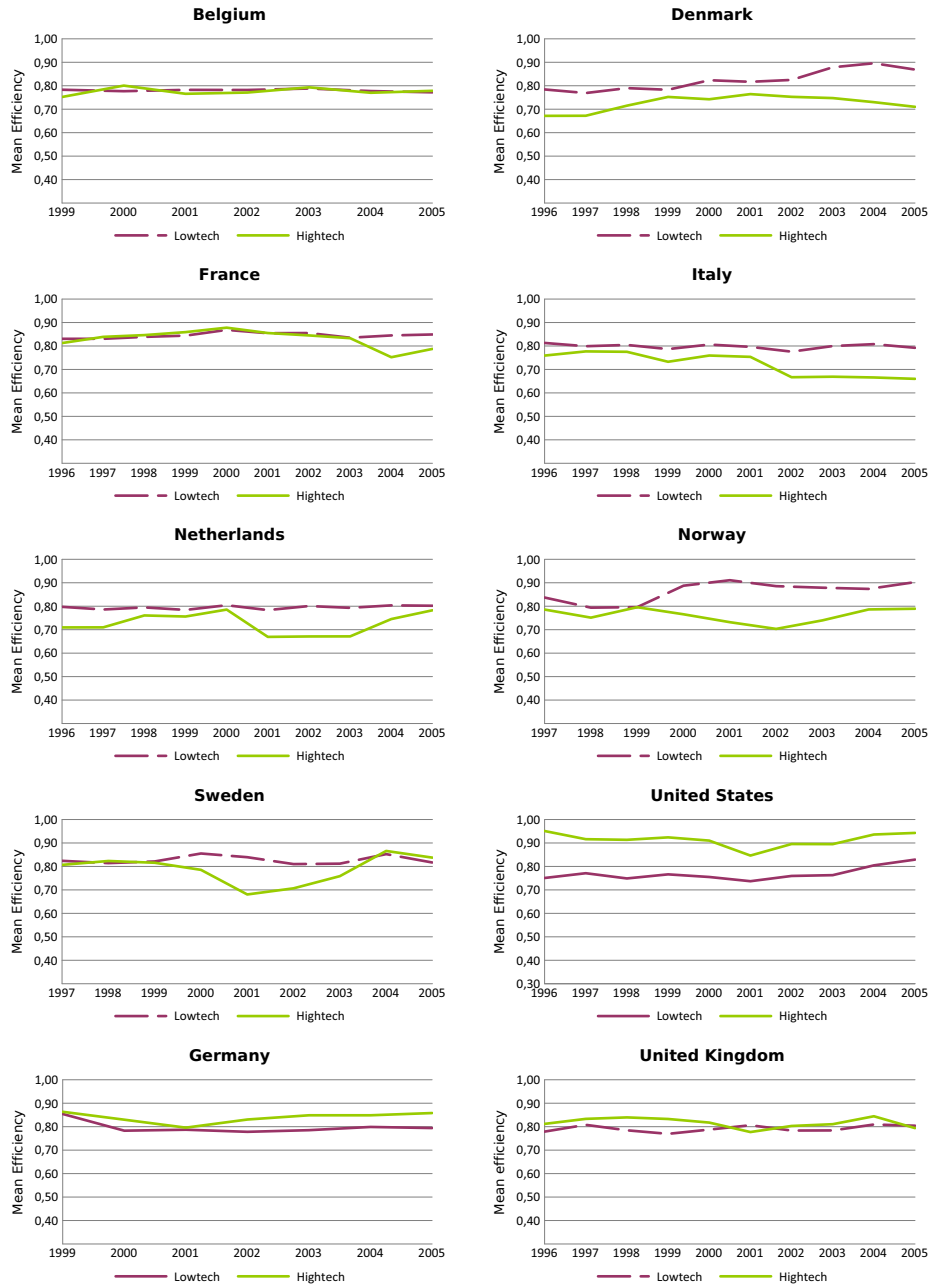 Belgium
Mean Efficiency
1,00
0,90
0,80
0,70
0,60
0,50
0,40
1999 2000 2001 2002 2003 2004 2005
Lowtech Hightech
Denmark
Mean Efficiency
1,00
0,90
0,80
0,70
0,60
0,50
0,40
1996 1997 1998 1999 2000 2001 2002 2003 2004 2005
Lowtech Hightech
France
Mean Efficiency
1,00
0,90
0,80
0,70
0,60
0,50
0,40
1996 1997 1998 1999 2000 2001 2002 2003 2004 2005
Lowtech Hightech
Italy
Mean Efficiency
1,00
0,90
0,80
0,70
0,60
0,50
0,40
1996 1997 1998 1999 2000 2001 2002 2003 2004 2005
Lowtech Hightech
Netherlands
Mean Efficiency
1,00
0,90
0,80
0,70
0,60
0,50
0,40
1996 1997 1998 1999 2000 2001 2002 2003 2004 2005
Lowtech Hightech
Norway
Mean Efficiency
1,00
0,90
0,80
0,70
0,60
0,50
0,40
1997 1998 1999 2000 2001 2002 2003 2004 2005
Lowtech Hightech
Sweden
Mean Efficiency
1,00
0,90
0,80
0,70
0,60
0,50
0,40
1997 1998 1999 2000 2001 2002 2003 2004 2005
Lowtech Hightech
United States
Mean Efficiency
1,00
0,90
0,80
0,70
0,60
0,50
0,40
0,30
1996 1997 1998 1999 2000 2001 2002 2003 2004 2005
Lowtech Hightech
Germany
Mean Efficiency
1,00
0,90
0,80
0,70
0,60
0,50
0,40
1999 2000 2001 2002 2003 2004 2005
Lowtech Hightech
United Kingdom
Mean efficiency
1,00
0,90
0,80
0,70
0,60
0,50
0,40
1996 1997 1998 1999 2000 2001 2002 2003 2004 2005
Lowtech Hightech